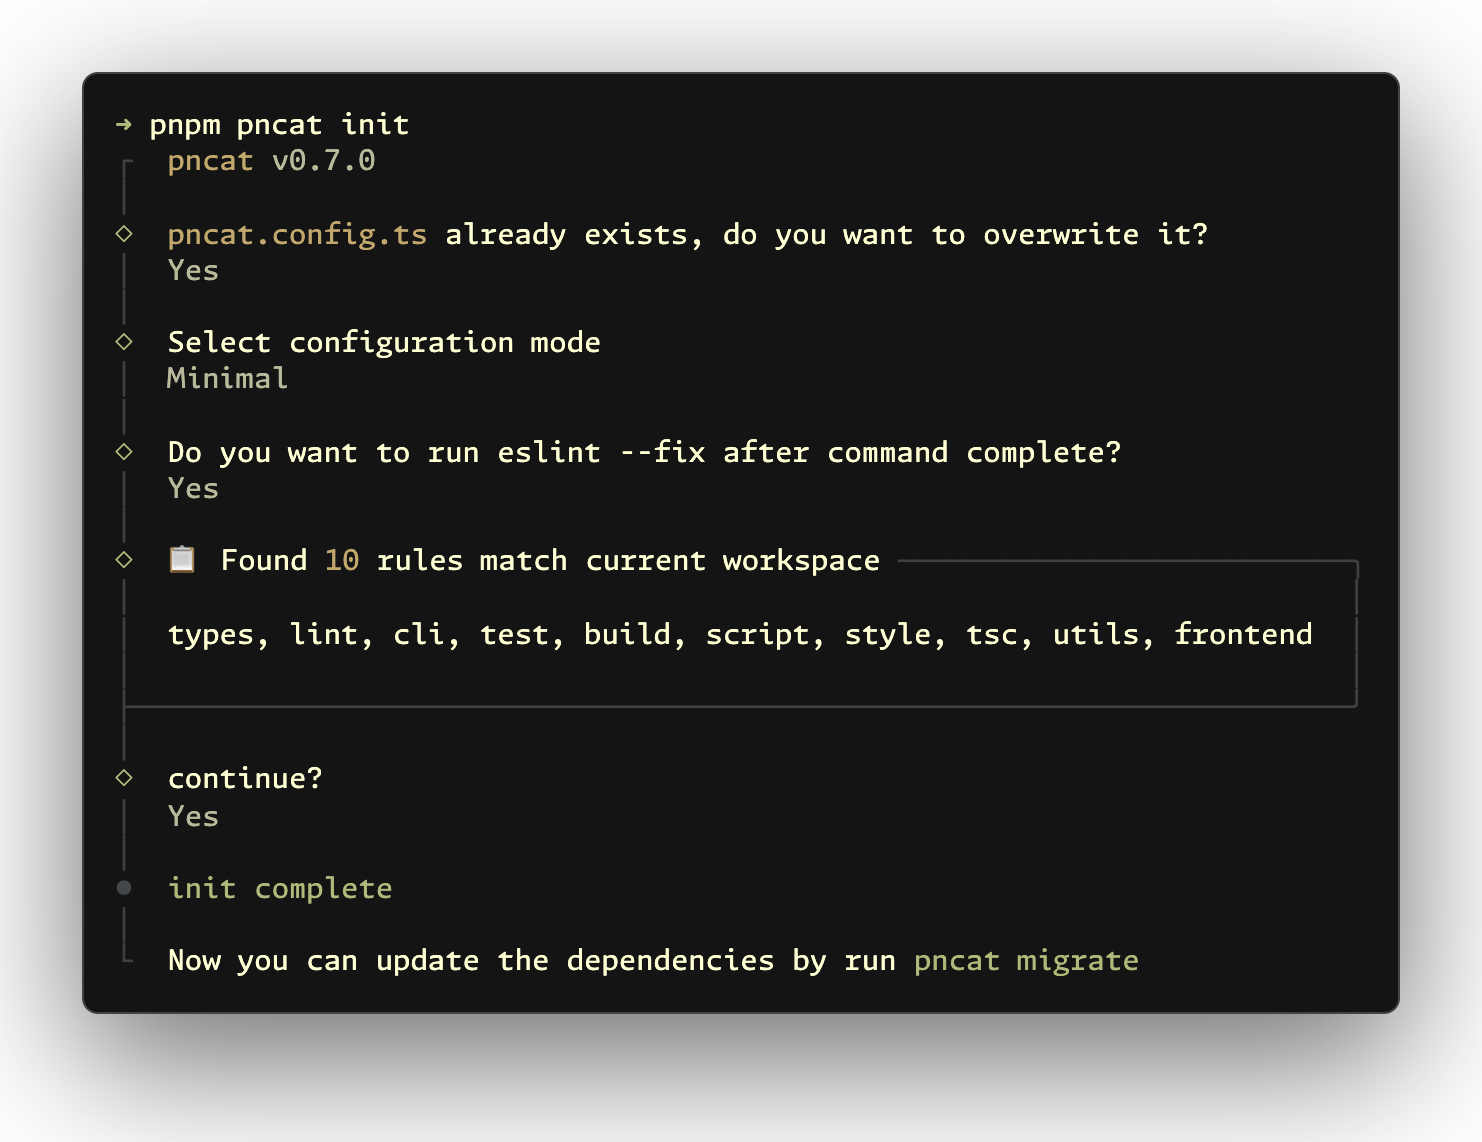 ➜ pnpm pncat init
pncat v0.7.0
pncat.config.ts already exists, do you want to overwrite it?
Yes
Select configuration mode
Minimal
Do you want to run eslint --fix after command complete?
Yes
📋 Found 10 rules match current workspace
types, lint, cli, test, build, script, style, tsc, utils, frontend
continue?
Yes
init complete
Now you can update the dependencies by run pncat migrate